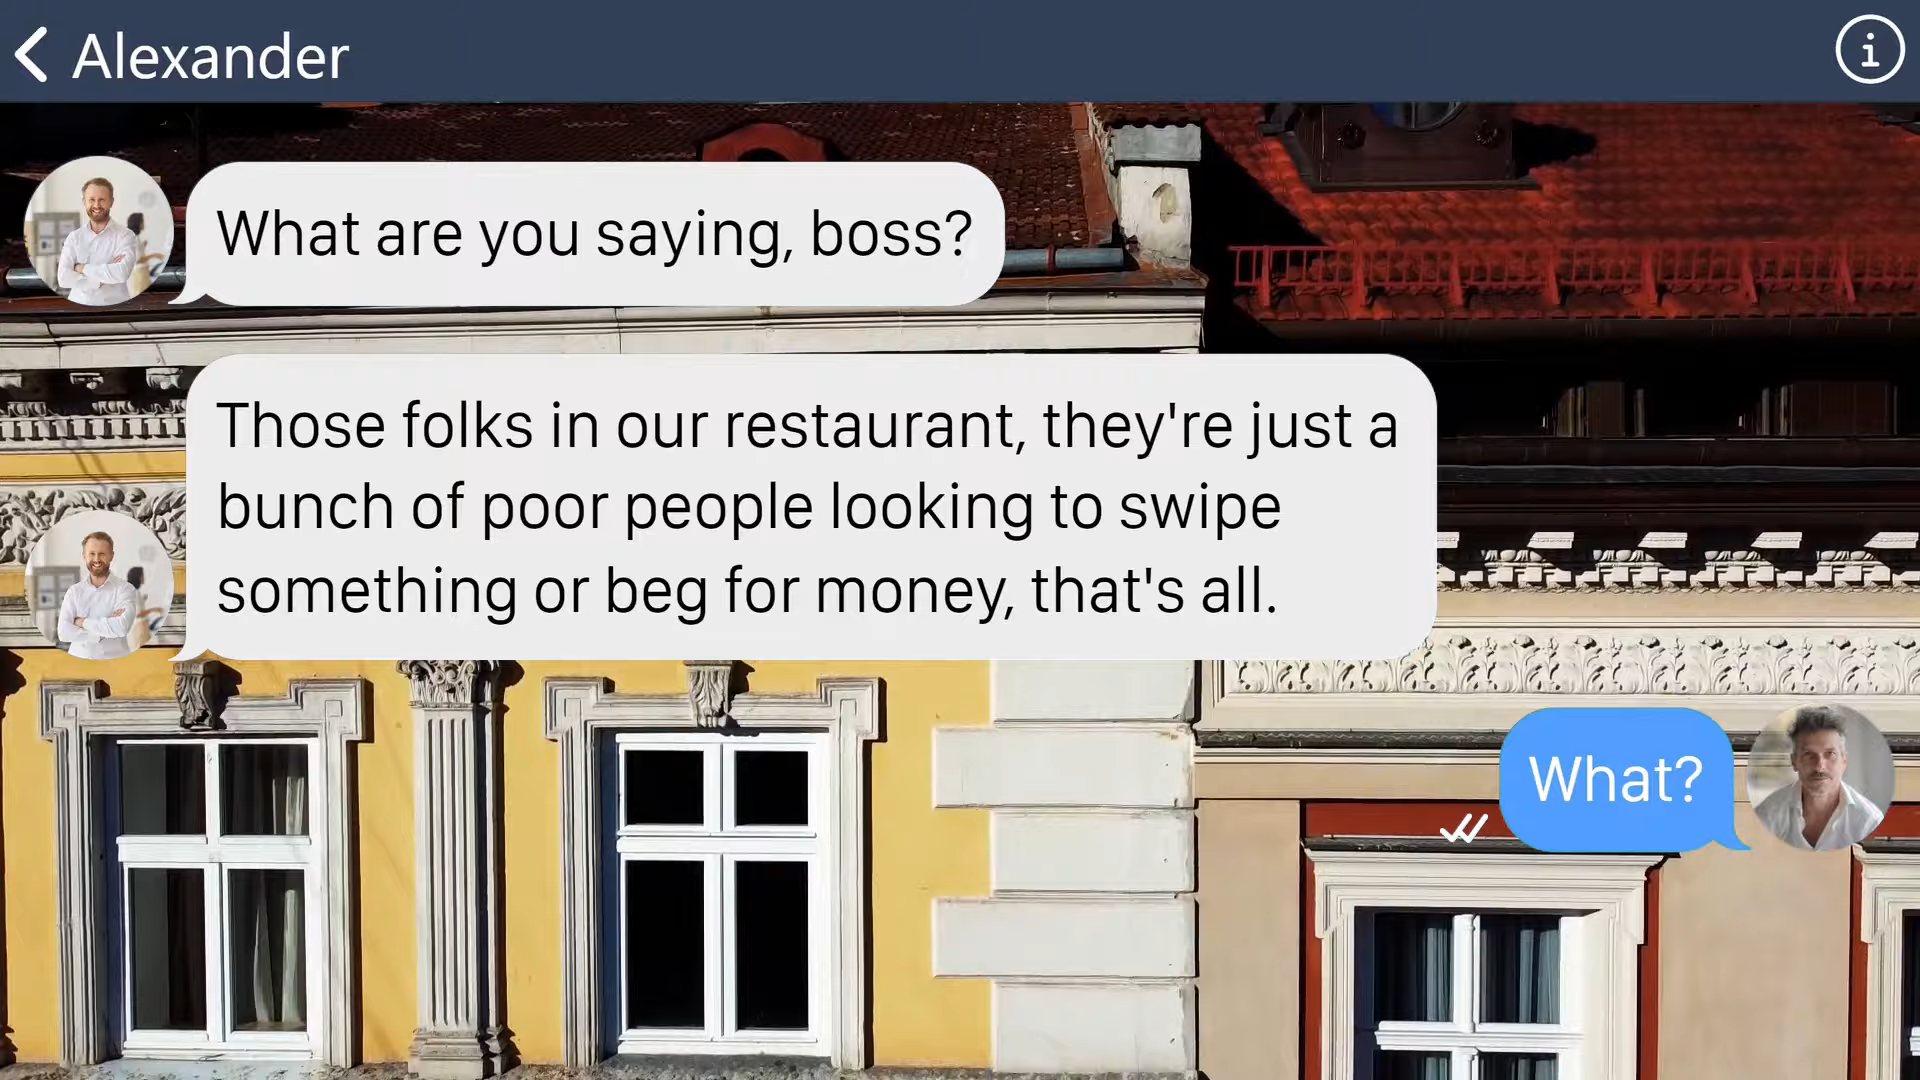 Alexander
What are you saying, boss?
Those folks in our restaurant, they're just a
bunch of poor people looking to swipe
something or beg for money, that's all.
What?